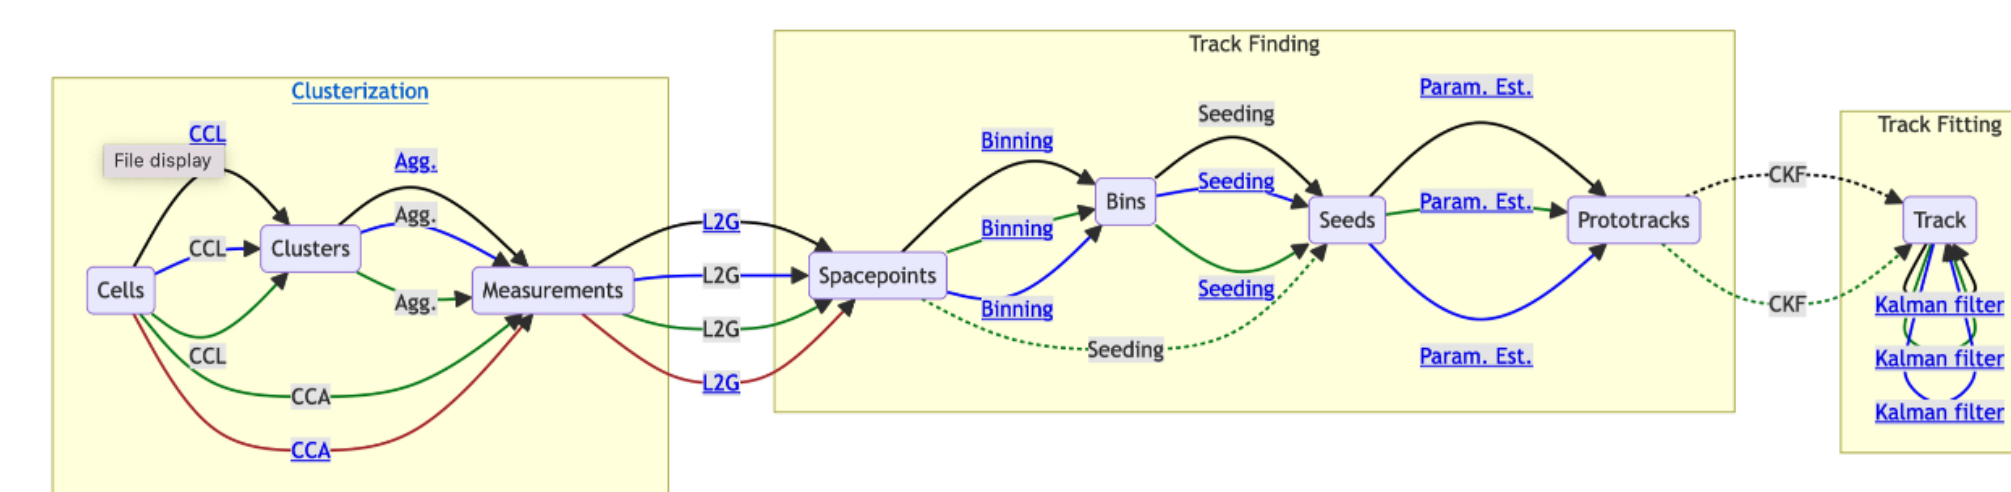 Clusterization
CCL
File display
Agg.
Agg.
CCL
Clusters
Cells
Measurements
Agg.
CCL
CCA
CCA
L2G
L2G
L2G
L2G
Track Finding
Param. Est.
Seeding
Binning
Seeding
Bins
Param. Est.
Binning
Seeds
Prototracks
Spacepoints
Seeding
Binning
Seeding
Param. Est.
CKF
CKF
Track Fitting
Track
Kalman filter
Kalman filter
Kalman filter